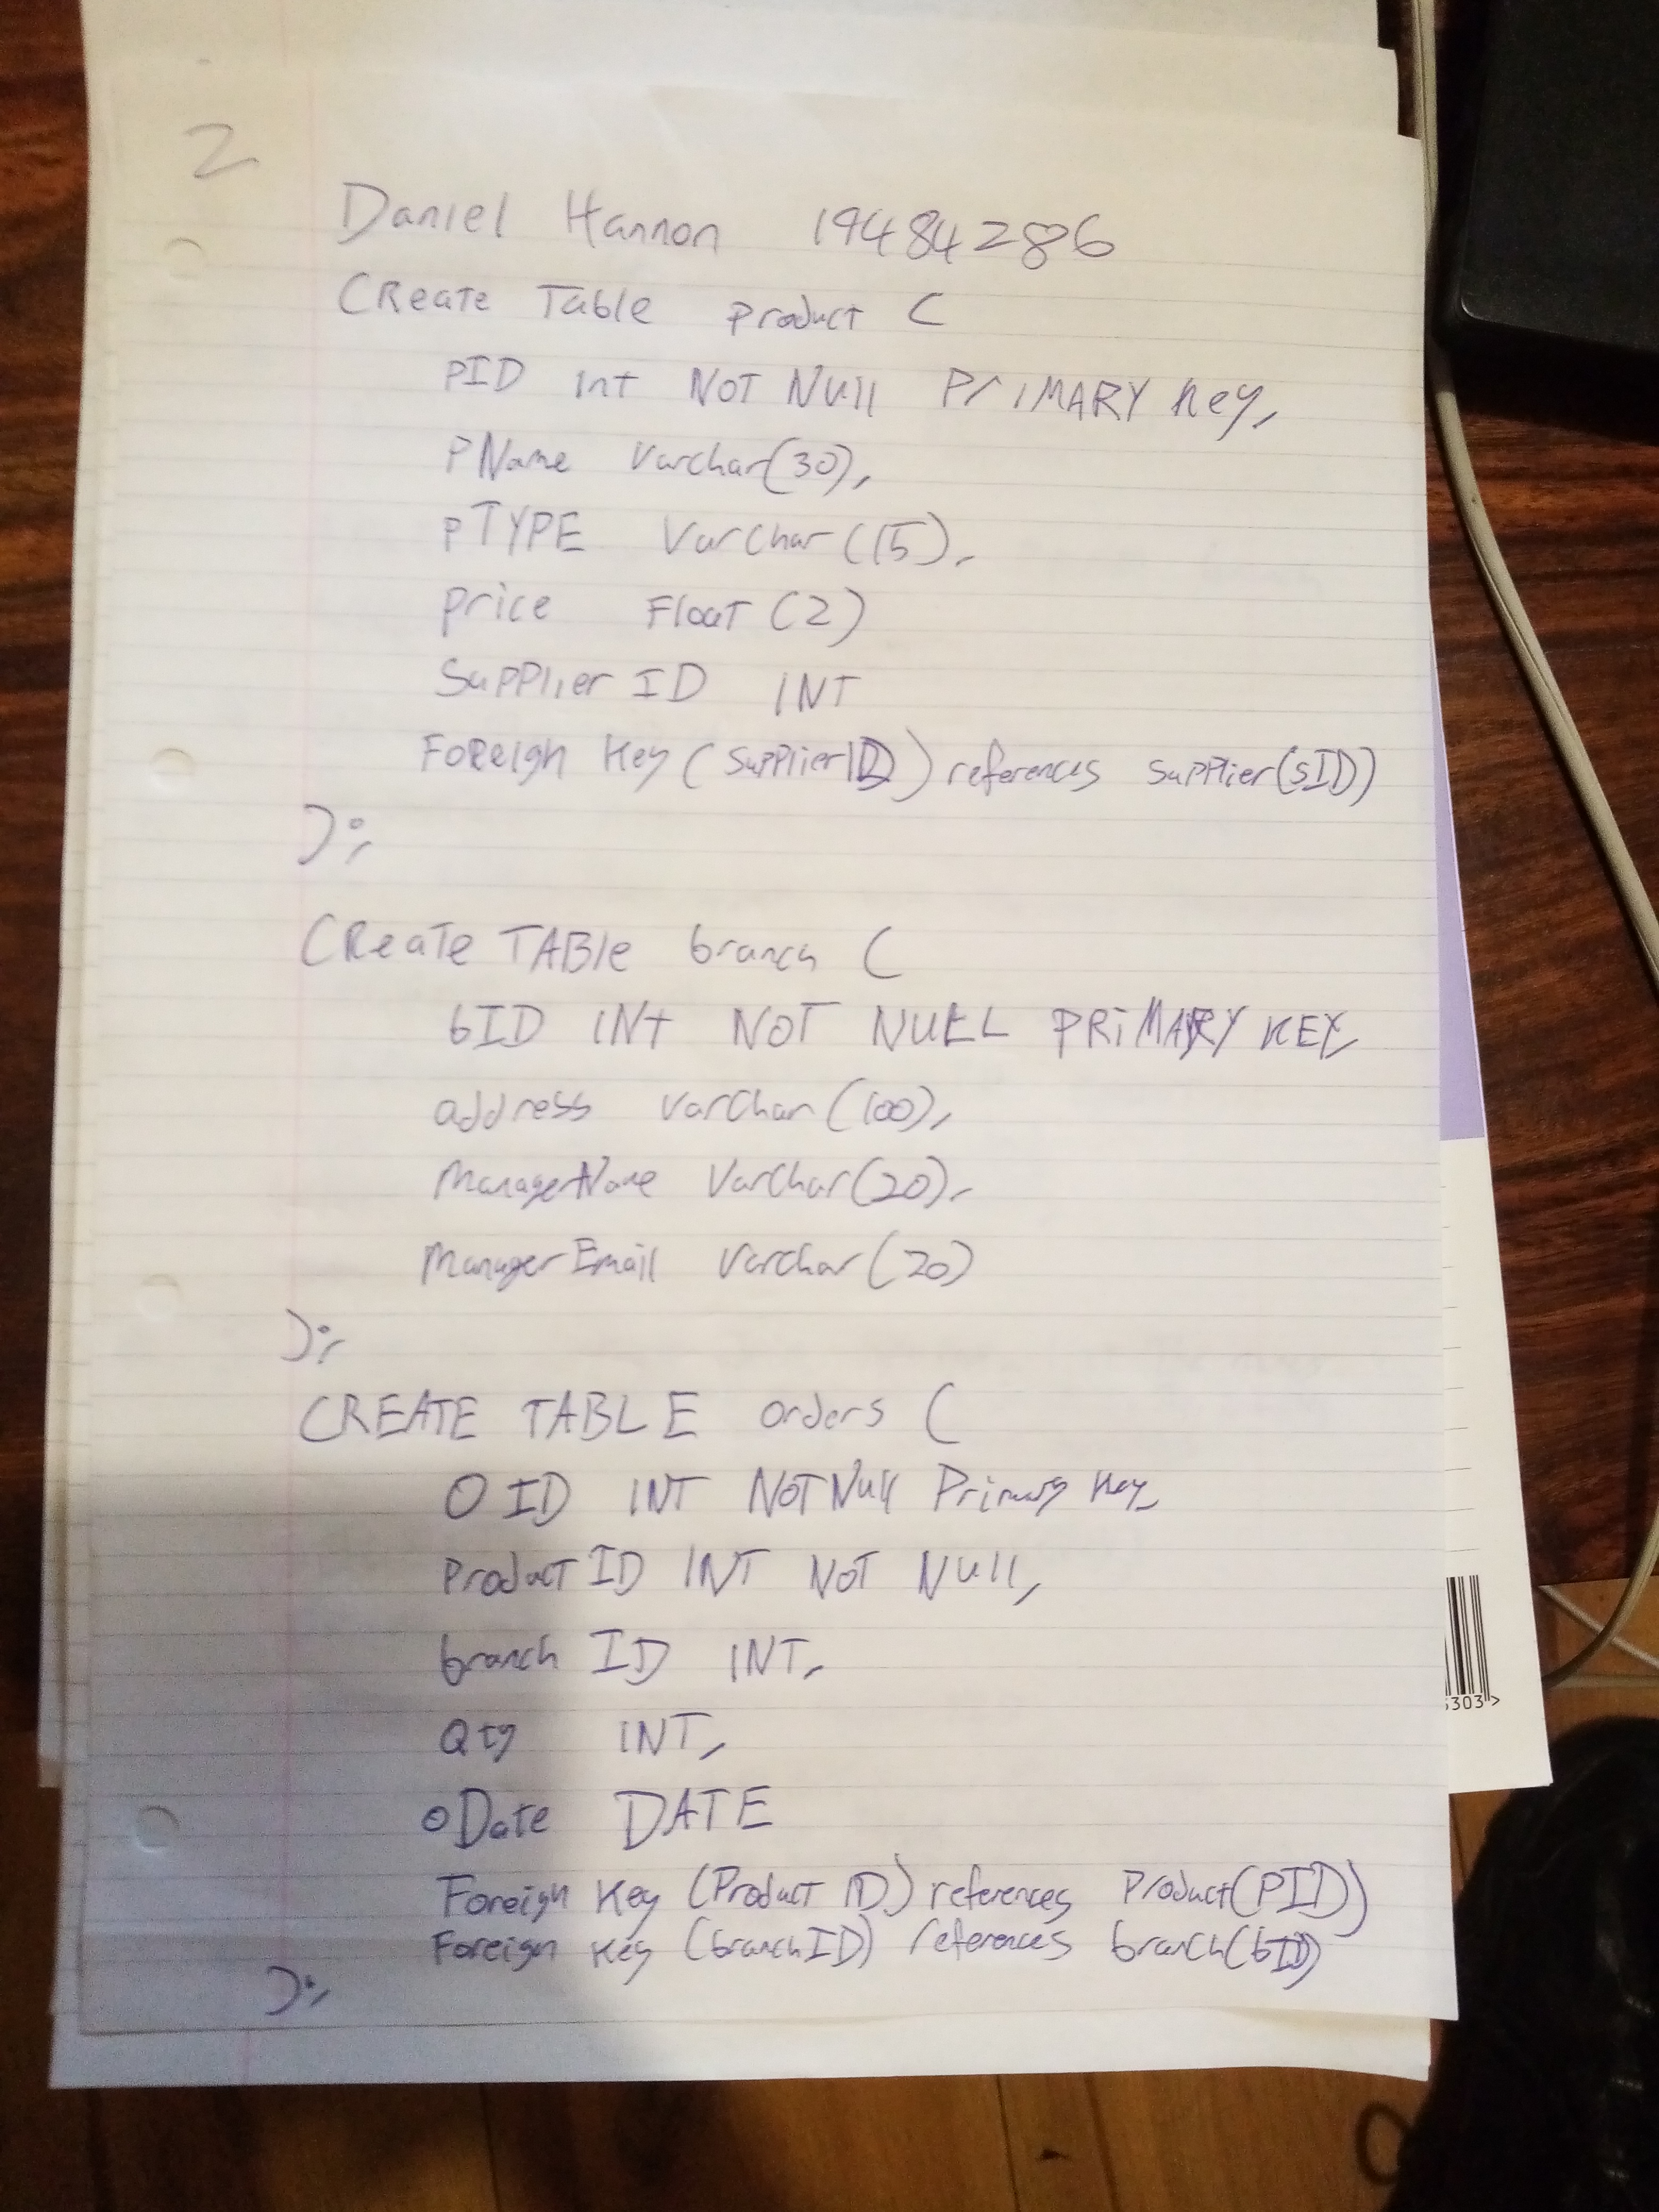 2
Daniel Hannon 19484286
CReate Table product (
PID int NOT Null PriMARY Key,
PName Varchar(30),
PTYPE Varchar(15),
price Float(2)
Supplier ID INT
Foreign Key (SupplierID) references supplier(sID)
);
CReate TABle branch (
bID INt NOT NULL PRiMARY KEY,
address varchar(100),
ManagerName Varchar(20),
ManagerEmail Varchar(20)
);
CREATE TABLE orders (
OID INT NOT Null Primary Key,
Product ID INT NOT Null,
branch ID INT,
Qty INT,
oDate DATE
Foreign Key (Product ID) references Product(PID)
Foreign Key (branchID) references branch(bID)
);
5303>